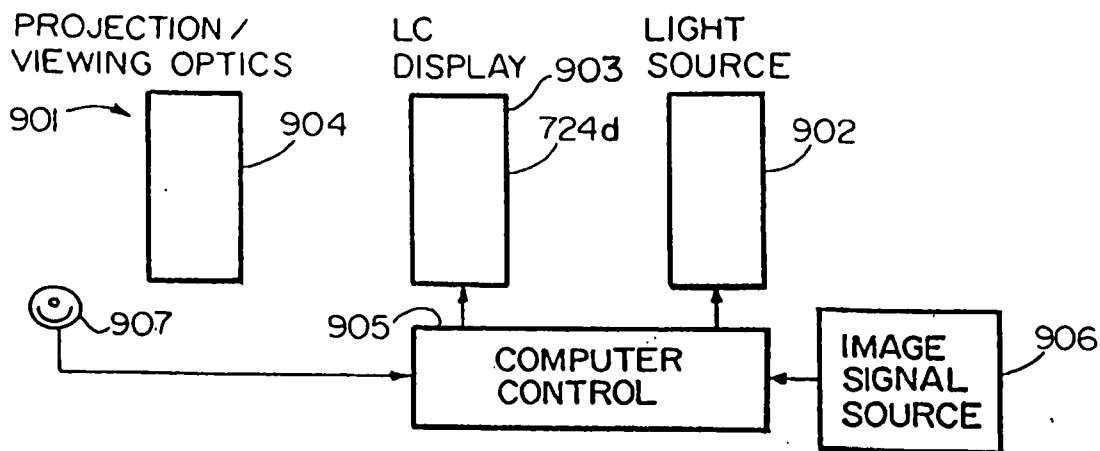 PROJECTION /
VIEWING OPTICS
LC
DISPLAY
LIGHT
SOURCE
901
904
903
724d
902
907
905
COMPUTER
CONTROL
IMAGE
SIGNAL
SOURCE
906